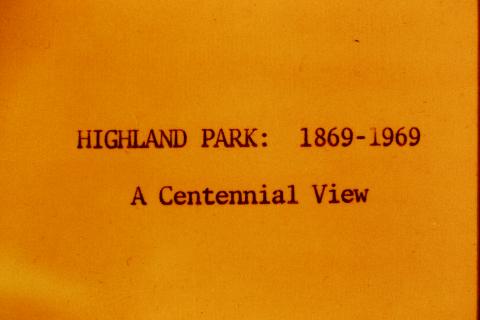 HIGHLAND PARK: 1869-1969
A Centennial View